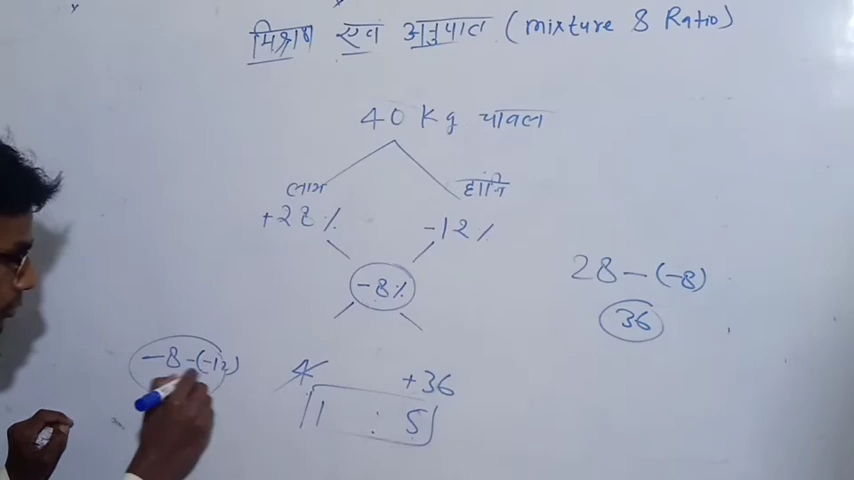 मिश्रण एवं अनुपात (mixture & Ratio)
40 Kg चावल
लाभ हानि
+28% -12%
-8%
28-(-8)
36
-8-(-12)
4 +36
1 : 5